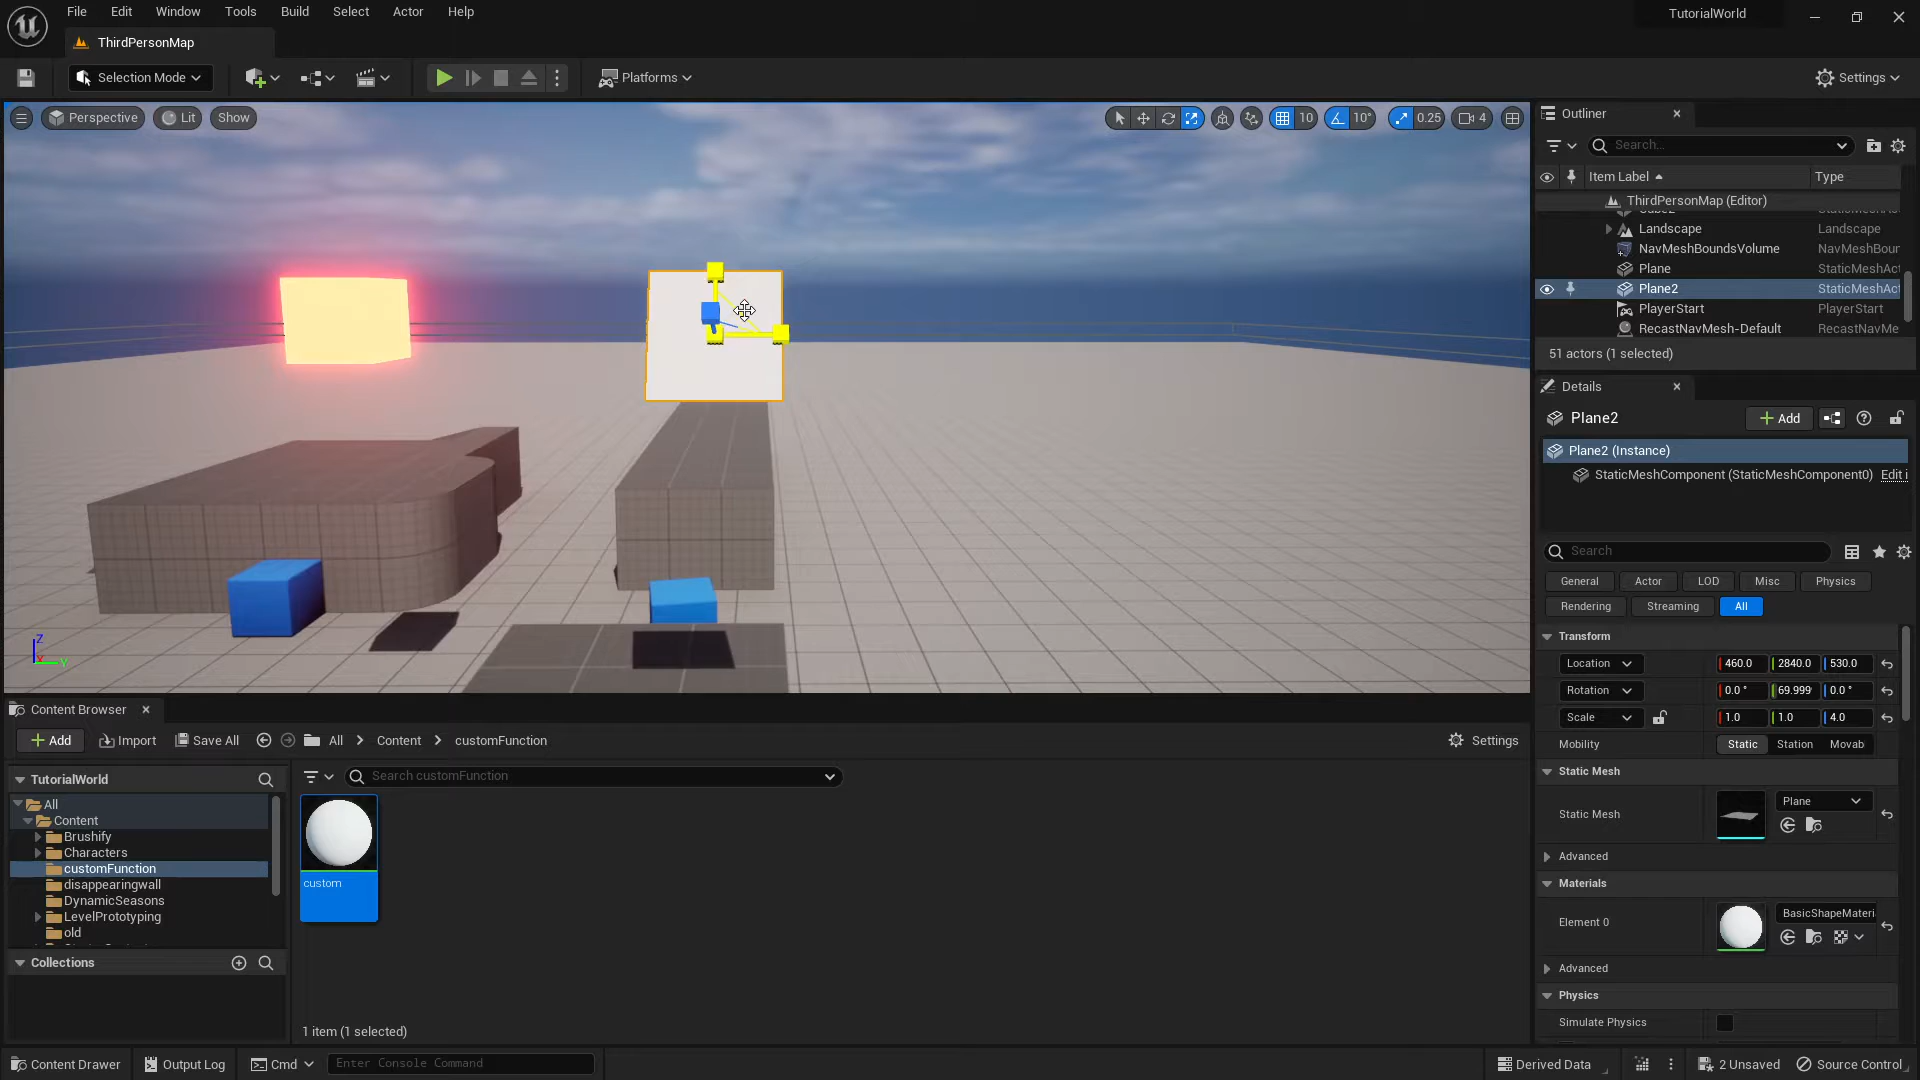 File Edit Window Tools Build Select Actor Help
TutorialWorld
ThirdPersonMap
Selection Mode
Platforms
Settings
Perspective Lit Show
10 10° 0.25 4
Outliner
Search...
Item Label Type
ThirdPersonMap (Editor)
Landscape Landscape
NavMeshBoundsVolume NavMeshBour
Plane StaticMeshAct
Plane2 StaticMeshAct
PlayerStart PlayerStart
RecastNavMesh-Default RecastNavMe
51 actors (1 selected)
Details
Plane2
Add
Plane2 (Instance)
StaticMeshComponent (StaticMeshComponent0) Edit i
Search
General Actor LOD Misc Physics
Rendering Streaming All
Transform
Location 460.0 2840.0 530.0
Rotation 0.0 ° 69.999 0.0 °
Scale 1.0 1.0 4.0
Mobility Static Station Movab
Static Mesh
Static Mesh Plane
Advanced
Materials
Element 0 BasicShapeMateri
Advanced
Physics
Simulate Physics
Z
Y
Content Browser
Add Import Save All All Content customFunction
Settings
TutorialWorld
Search customFunction
All
Content
Brushify
Characters
customFunction
disappearingwall
DynamicSeasons
LevelPrototyping
old
Collections
custom
1 item (1 selected)
Content Drawer Output Log Cmd Enter Console Command
Derived Data 2 Unsaved Source Control